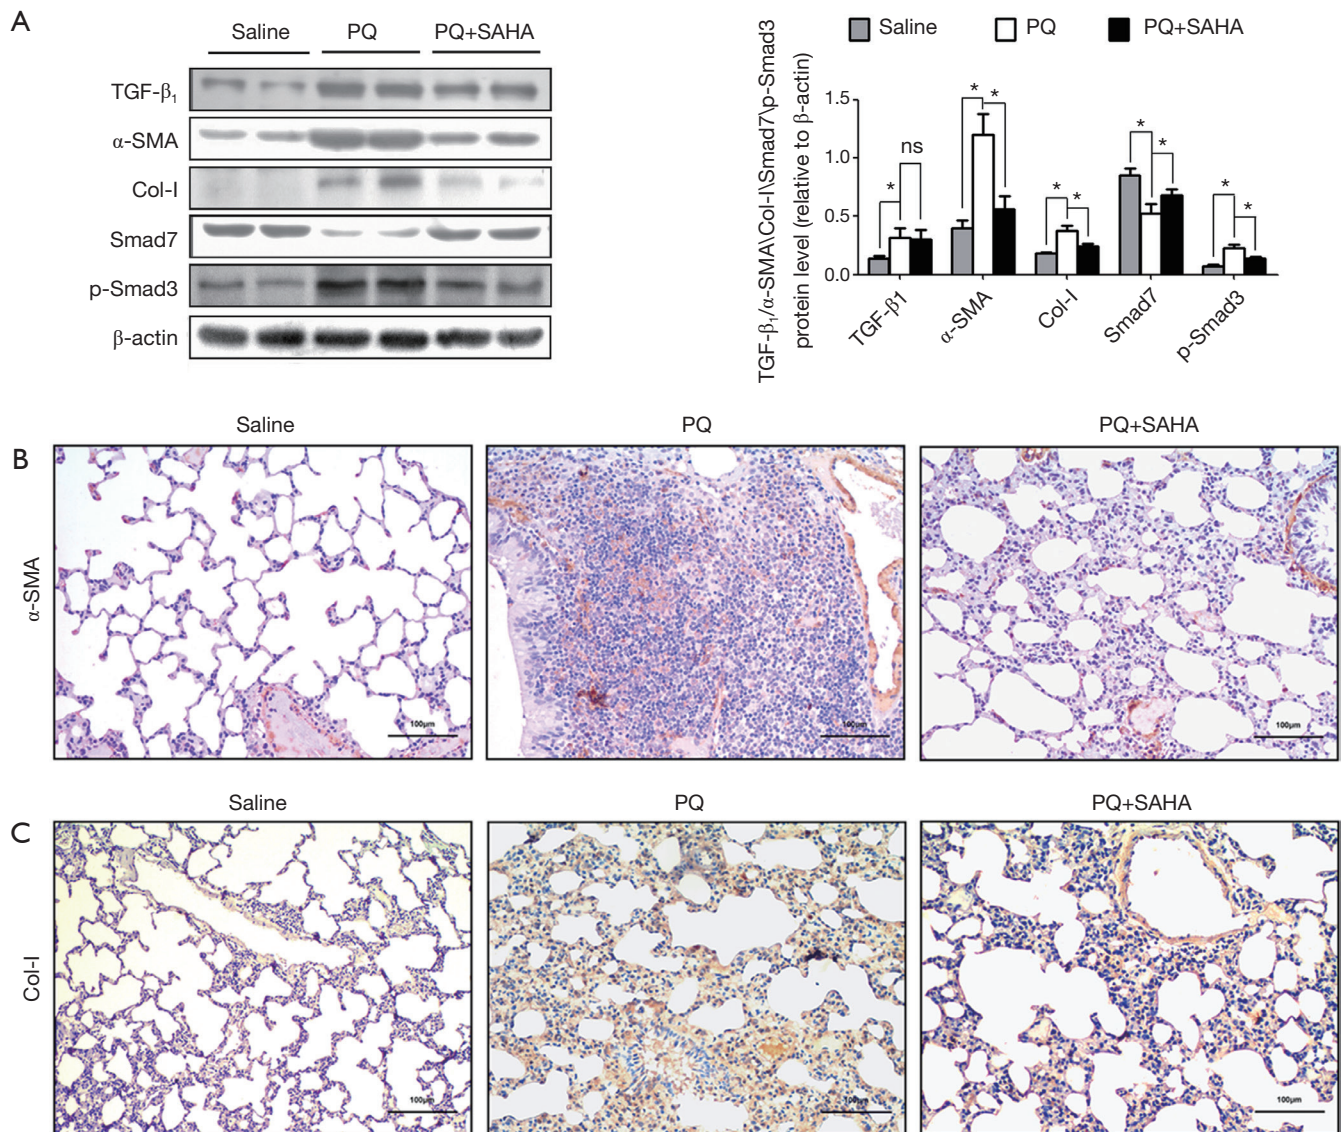 A
Saline PQ PQ+SAHA
TGF-β₁
α-SMA
Col-I
Smad7
p-Smad3
β-actin
Saline PQ PQ+SAHA
TGF-β₁/α-SMA\Col-I\Smad7\p-Smad3
protein level (relative to β-actin)
1.5
1.0
0.5
0.0
* ns
* *
* *
* *
* *
TGF-β1 α-SMA Col-I Smad7 p-Smad3
B
Saline PQ PQ+SAHA
α-SMA
100μm 100μm 100μm
C
Saline PQ PQ+SAHA
Col-I
100μm 100μm 100μm